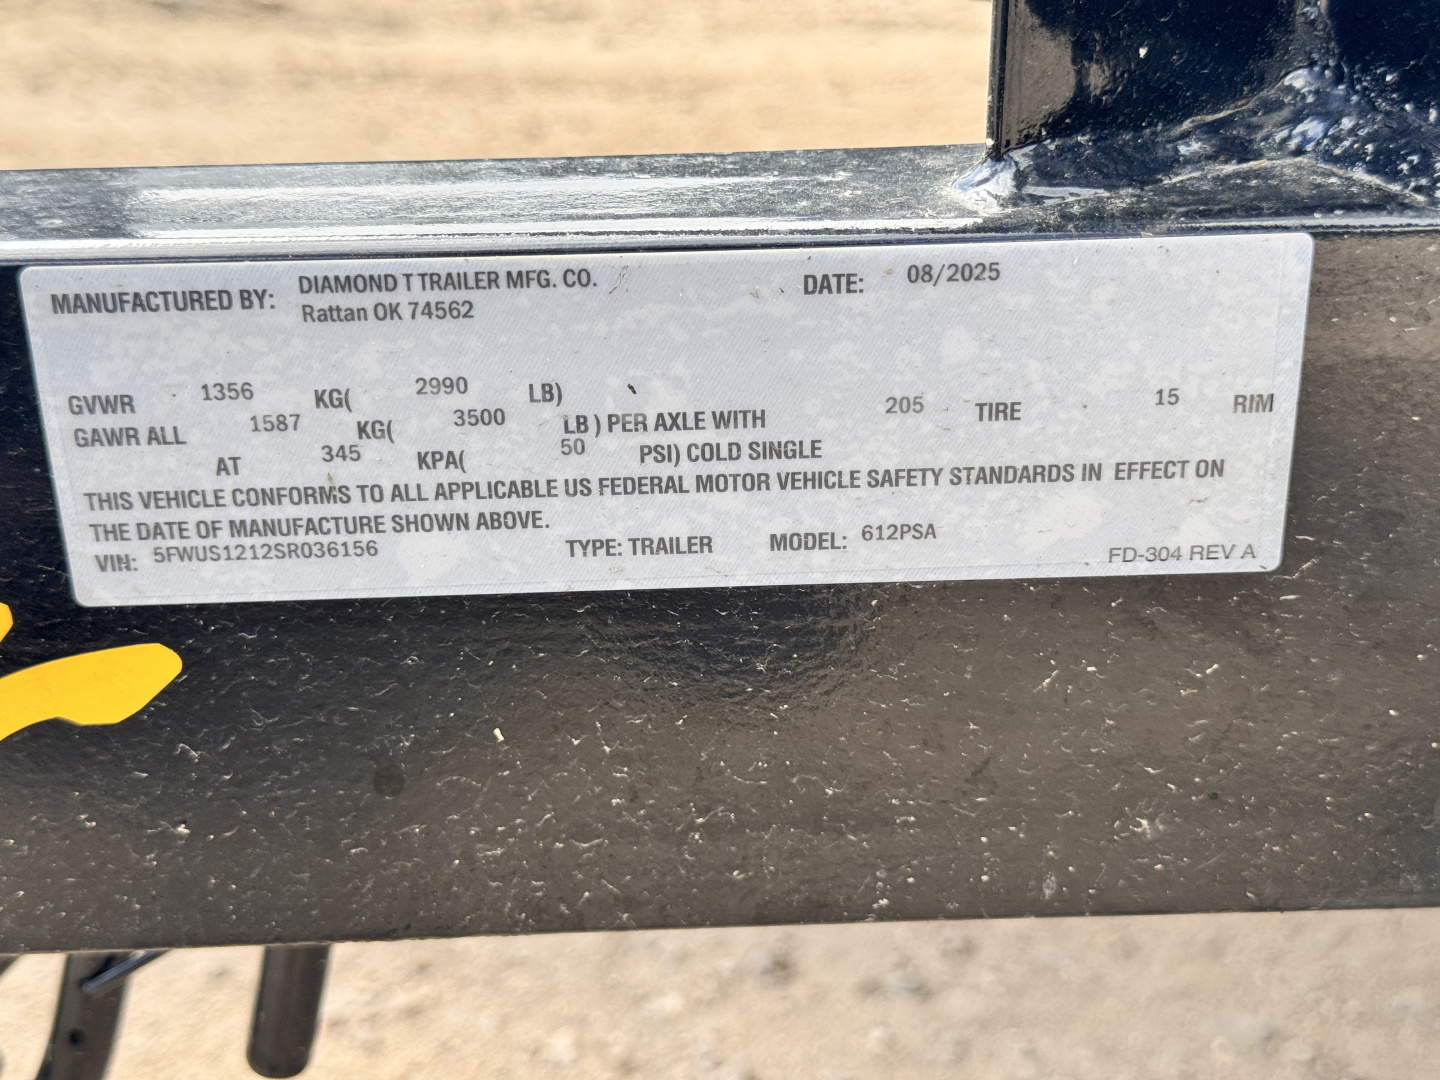 MANUFACTURED BY: DIAMOND T TRAILER MFG. CO. DATE: 08/2025
Rattan OK 74562
GVWR 1356 KG( 2990 LB)
GAWR ALL 1587 KG( 3500 LB ) PER AXLE WITH 205 TIRE 15 RIM
AT 345 KPA( 50 PSI) COLD SINGLE
THIS VEHICLE CONFORMS TO ALL APPLICABLE US FEDERAL MOTOR VEHICLE SAFETY STANDARDS IN EFFECT ON
THE DATE OF MANUFACTURE SHOWN ABOVE.
VIN: 5FWUS1212SR036156 TYPE: TRAILER MODEL: 612PSA
FD-304 REV A